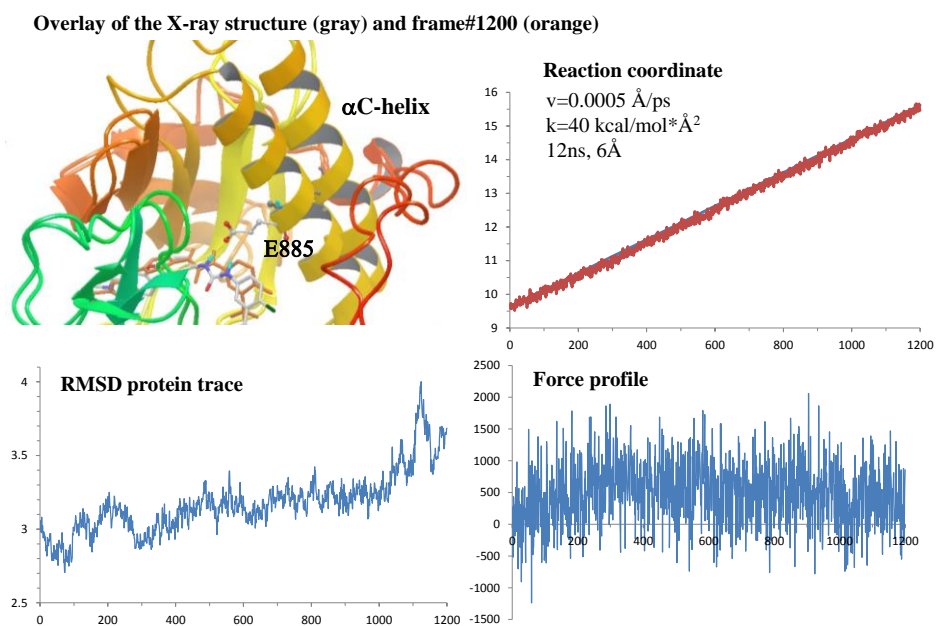 Overlay of the X-ray structure (gray) and frame#1200 (orange)
αC-helix
E885
Reaction coordinate
v=0.0005 Å/ps
k=40 kcal/mol*Å²
12ns, 6Å
16
15
14
13
12
11
10
9
0 200 400 600 800 1000 1200
RMSD protein trace
4
3.5
3
2.5
0 200 400 600 800 1000 1200
Force profile
2500
2000
1500
1000
500
0
-500
-1000
-1500
0 200 400 600 800 1000 1200